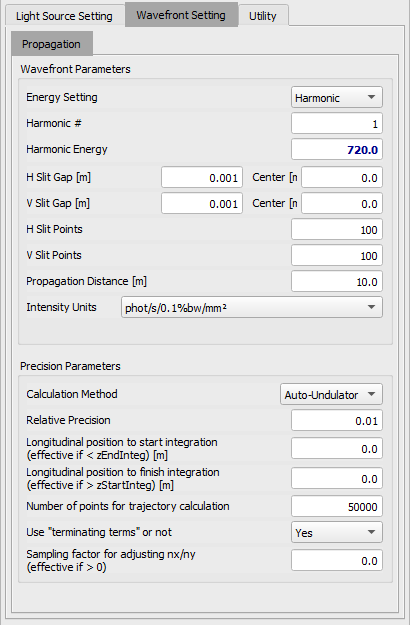 Light Source Setting Wavefront Setting Utility
Propagation
Wavefront Parameters
Energy Setting Harmonic
Harmonic # 1
Harmonic Energy 720.0
H Slit Gap [m] 0.001 Center [m 0.0
V Slit Gap [m] 0.001 Center [m 0.0
H Slit Points 100
V Slit Points 100
Propagation Distance [m] 10.0
Intensity Units phot/s/0.1%bw/mm²
Precision Parameters
Calculation Method Auto-Undulator
Relative Precision 0.01
Longitudinal position to start integration
(effective if < zEndInteg) [m] 0.0
Longitudinal position to finish integration
(effective if > zStartInteg) [m] 0.0
Number of points for trajectory calculation 50000
Use "terminating terms" or not Yes
Sampling factor for adjusting nx/ny
(effective if > 0) 0.0